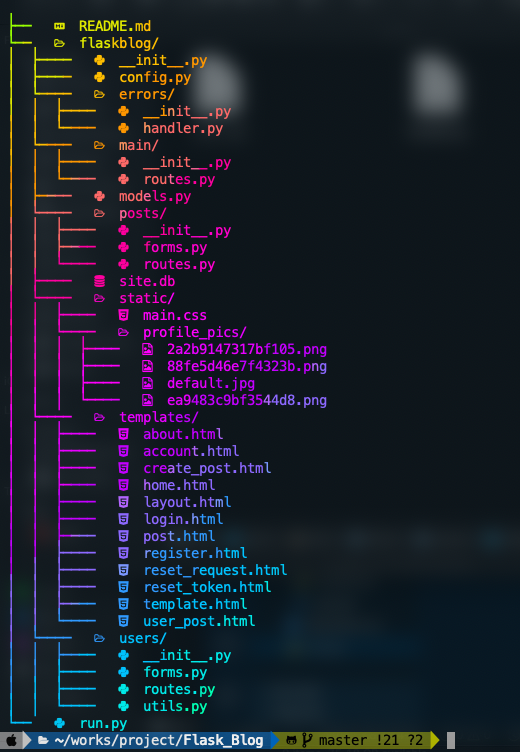 README.md
flaskblog/
__init__.py
config.py
errors/
__init__.py
handler.py
main/
__init__.py
routes.py
models.py
posts/
__init__.py
forms.py
routes.py
site.db
static/
main.css
profile_pics/
2a2b9147317bf105.png
88fe5d46e7f4323b.png
default.jpg
ea9483c9bf3544d8.png
templates/
about.html
account.html
create_post.html
home.html
layout.html
login.html
post.html
register.html
reset_request.html
reset_token.html
template.html
user_post.html
users/
__init__.py
forms.py
routes.py
utils.py
run.py
~/works/project/Flask_Blog master !21 ?2